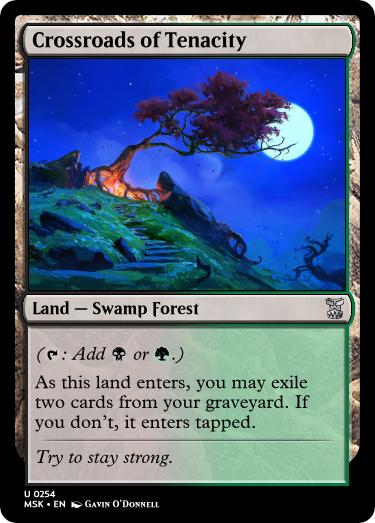 Crossroads of Tenacity
Land — Swamp Forest
(: Add or .)
As this land enters, you may exile
two cards from your graveyard. If
you don't, it enters tapped.
Try to stay strong.
U 0254
MSK • EN Gavin O'Donnell